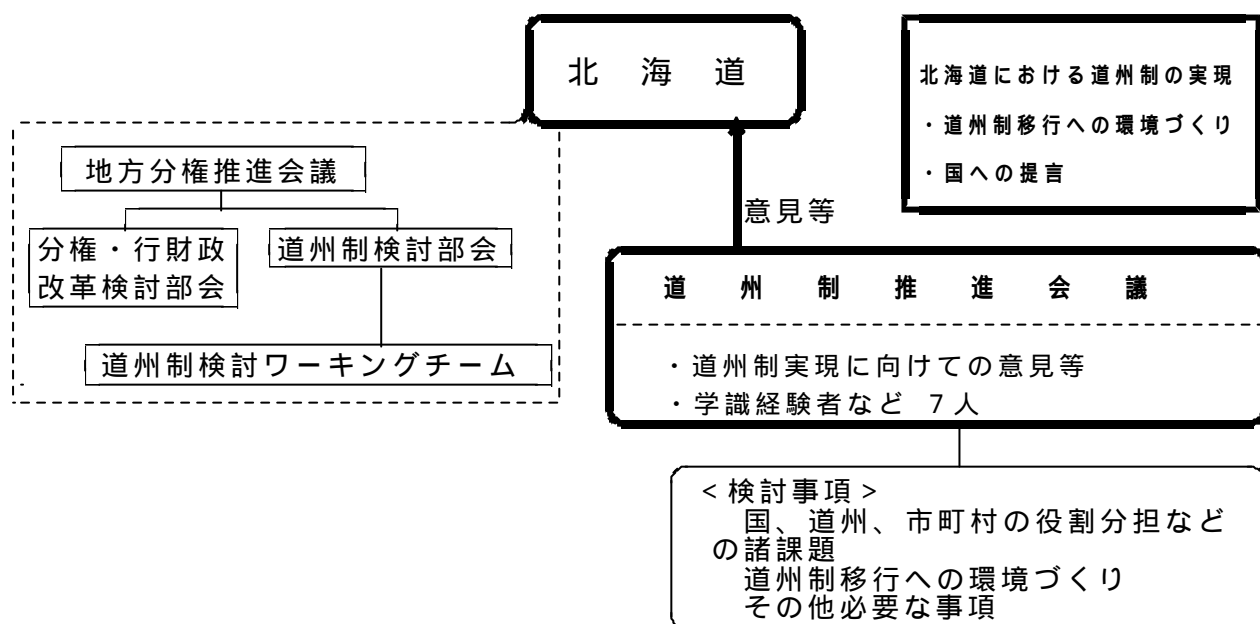 北海道
北海道における道州制の実現
・道州制移行への環境づくり
・国への提言
地方分権推進会議
分権・行財政
改革検討部会
道州制検討部会
道州制検討ワーキングチーム
意見等
道州制推進会議
・道州制実現に向けての意見等
・学識経験者など 7人
<検討事項>
国、道州、市町村の役割分担など
の諸課題
道州制移行への環境づくり
その他必要な事項